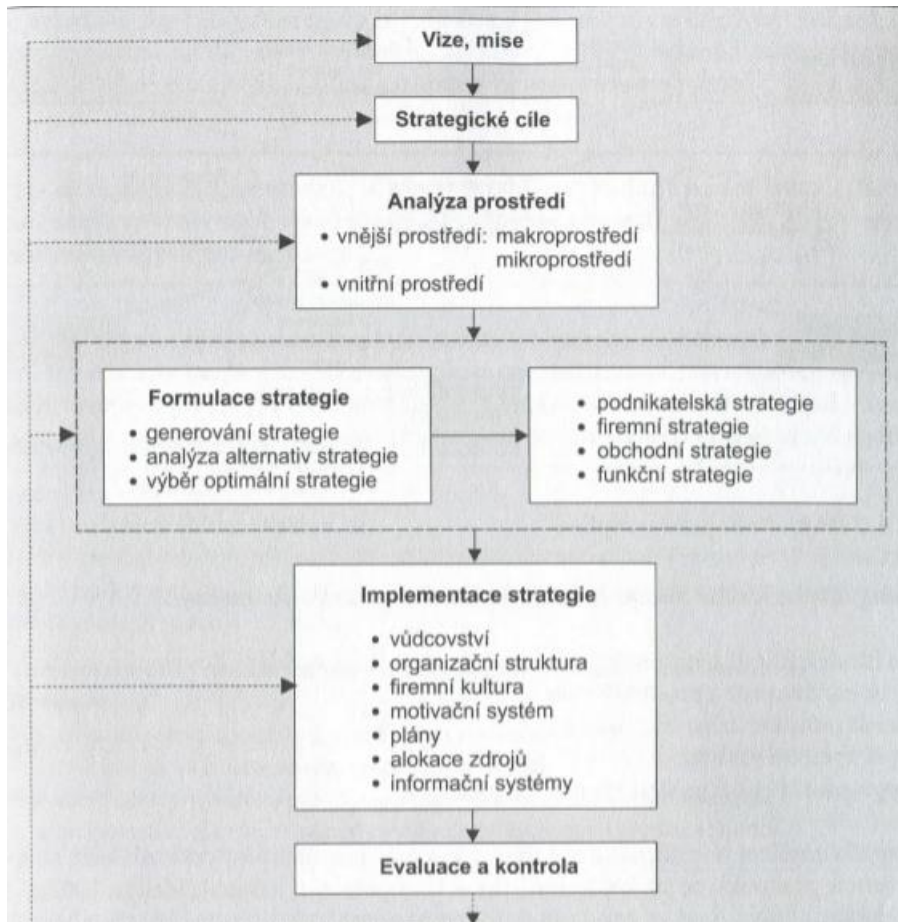 Vize, mise
Strategické cíle
Analýza prostředí
• vnější prostředí: makroprostředí
mikroprostředí
• vnitřní prostředí
Formulace strategie
• generování strategie
• analýza alternativ strategie
• výběr optimální strategie
• podnikatelská strategie
• firemní strategie
• obchodní strategie
• funkční strategie
Implementace strategie
• vůdcovství
• organizační struktura
• firemní kultura
• motivační systém
• plány
• alokace zdrojů
• informační systémy
Evaluace a kontrola